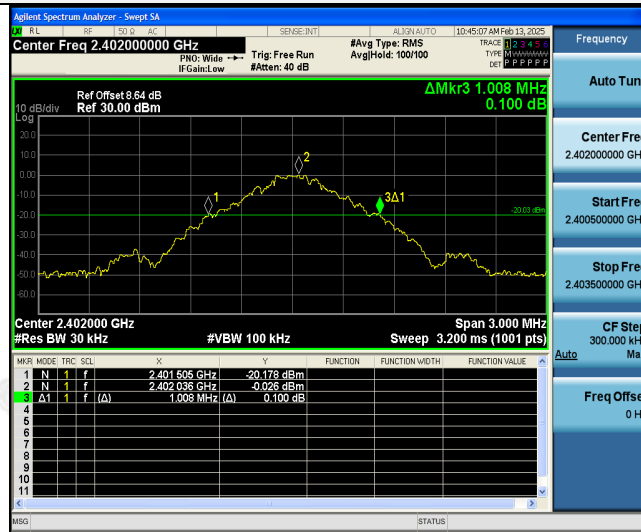 Agilent Spectrum Analyzer - Swept SA
RL RF 50 Ω AC SENSE:INT ALIGN AUTO 10:45:07 AM Feb 13, 2025
Center Freq 2.402000000 GHz
PNO: Wide
IFGain:Low
Trig: Free Run
#Atten: 40 dB
#Avg Type: RMS
Avg|Hold: 100/100
TRACE 1 2 3 4 5 6
TYPE M
DET P P P P P P
Ref Offset 8.64 dB
10 dB/div Ref 30.00 dBm
Log
ΔMkr3 1.008 MHz
0.100 dB
20.0
10.0
0.00
-10.0
-20.0
-30.0
-40.0
-50.0
-60.0
1
2
3Δ1
-20.03 dBm
Center 2.402000 GHz Span 3.000 MHz
#Res BW 30 kHz #VBW 100 kHz Sweep 3.200 ms (1001 pts)
MKR MODE TRC SCL X Y FUNCTION FUNCTION WIDTH FUNCTION VALUE
1 N 1 f 2.401 505 GHz -20.178 dBm
2 N 1 f 2.402 036 GHz -0.026 dBm
3 Δ1 1 f (Δ) 1.008 MHz (Δ) 0.100 dB
4
5
6
7
8
9
10
11
MSG STATUS
Frequency
Auto Tun
Center Fre
2.402000000 GH
Start Fre
2.400500000 GH
Stop Fre
2.403500000 GH
CF Ste
300.000 kH
Auto Ma
Freq Offse
0 H